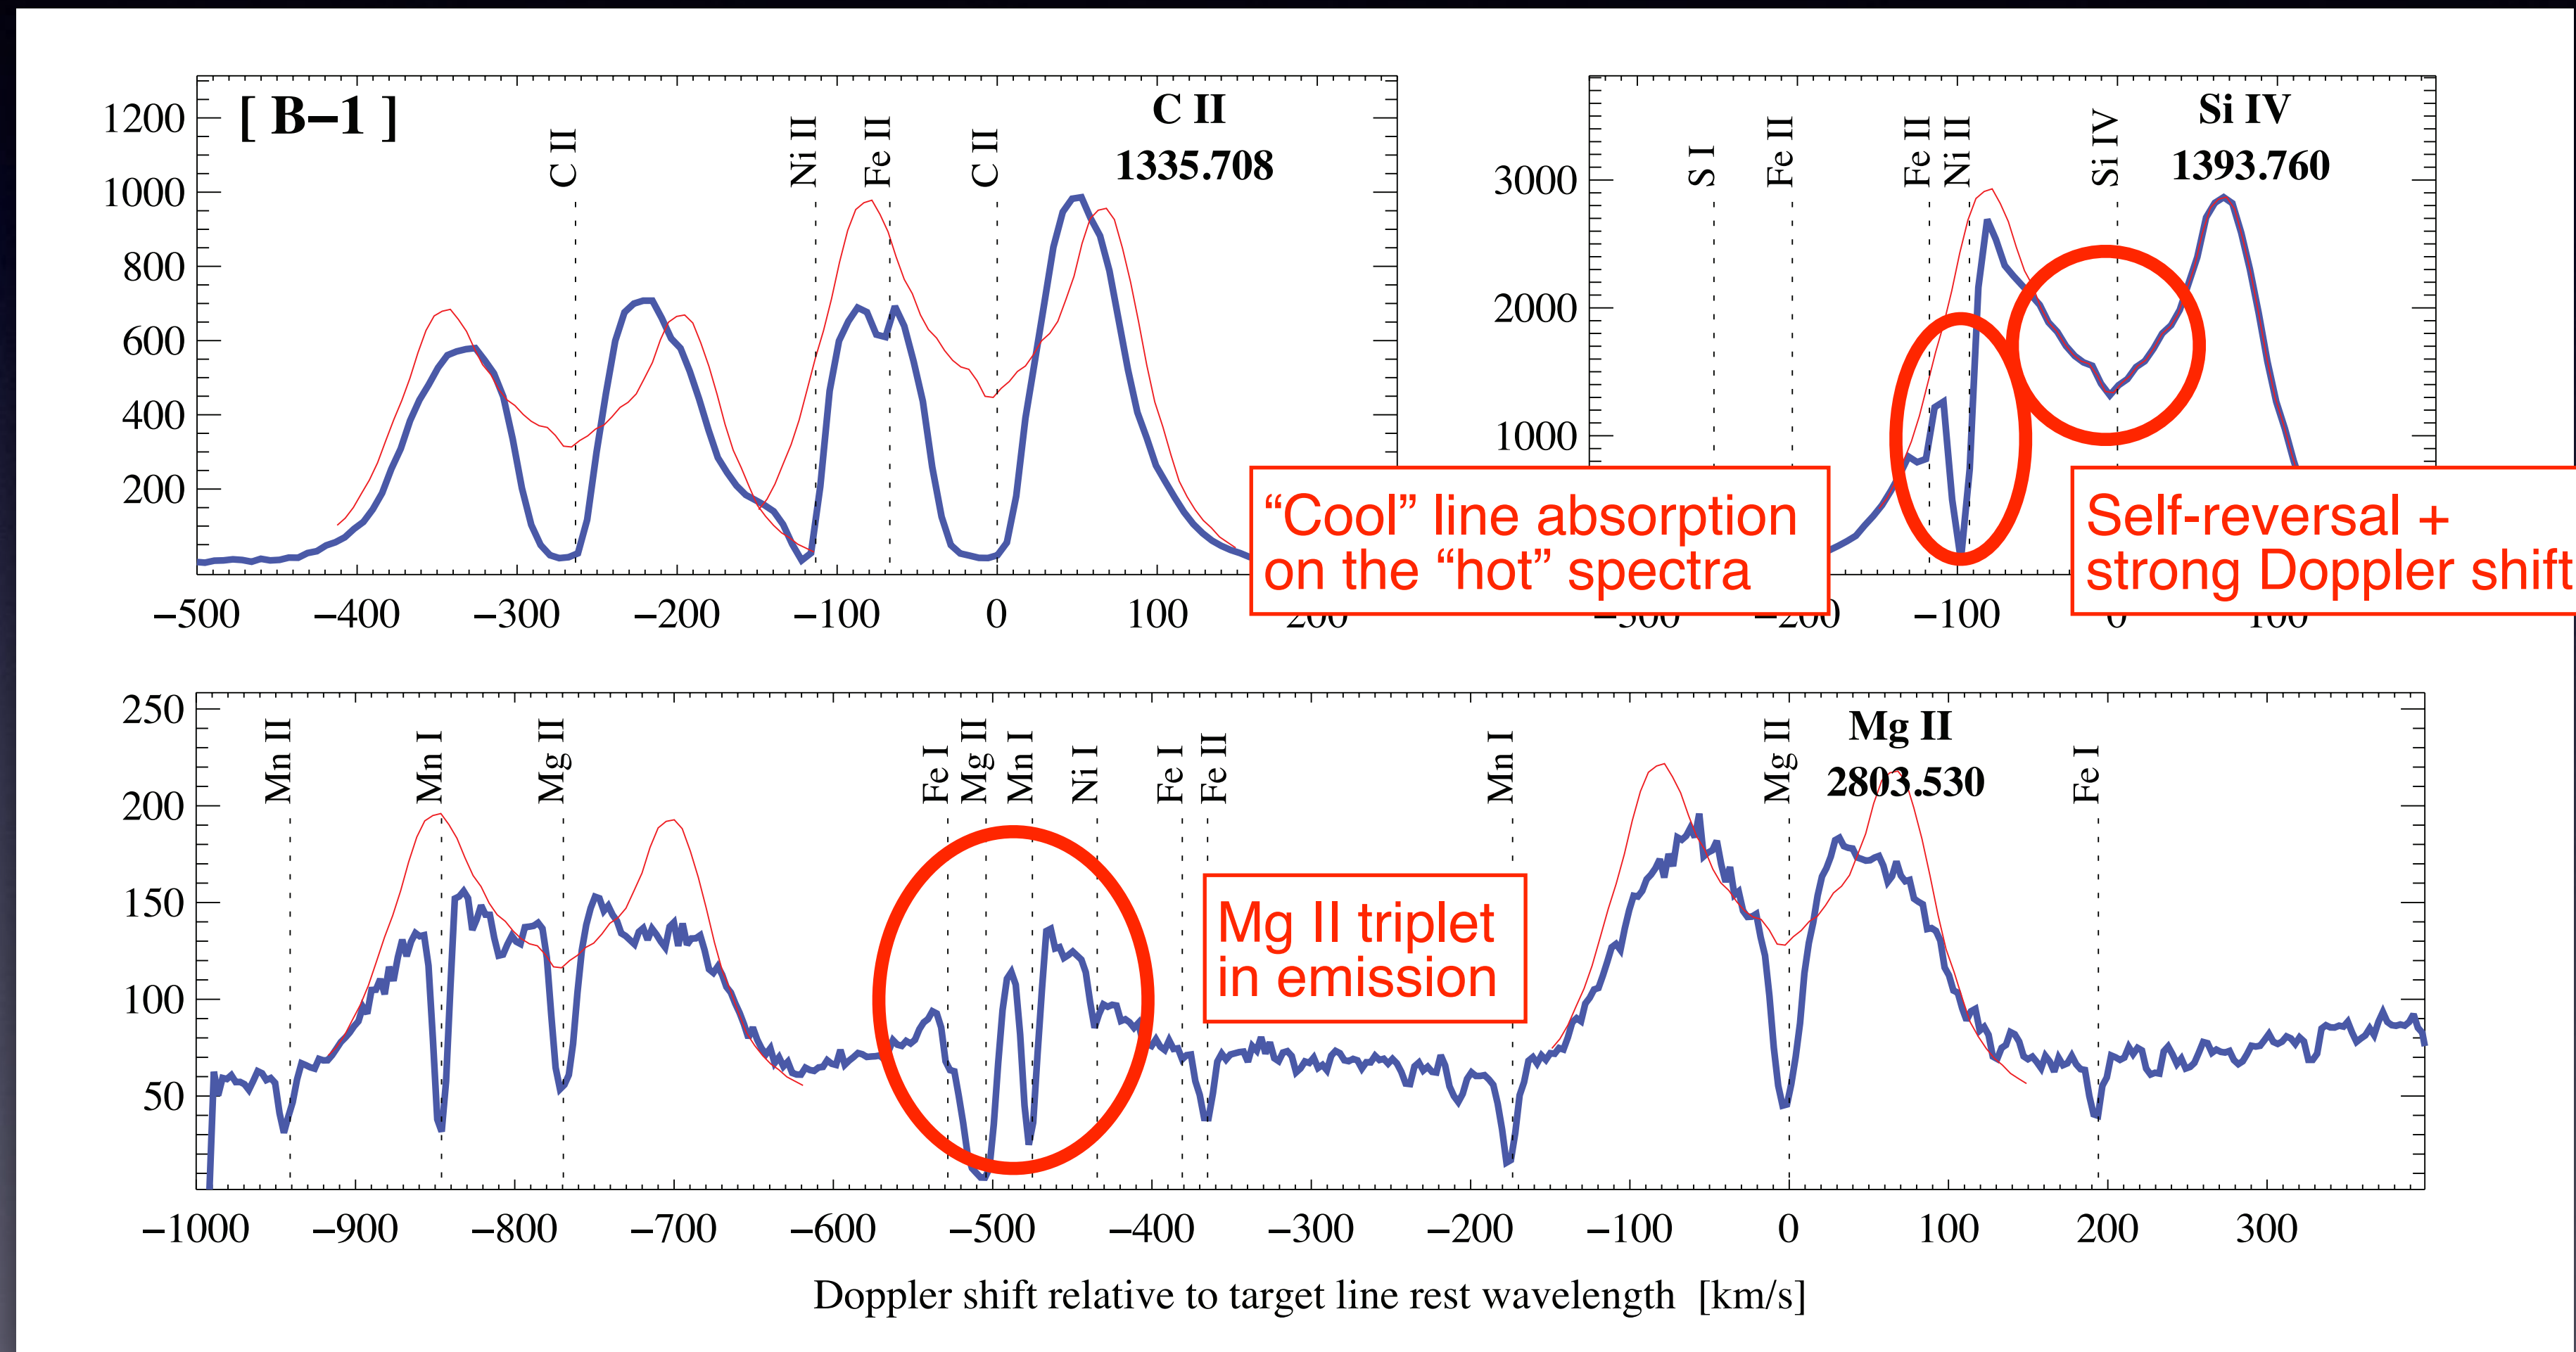 [ B–1 ]
C II
Ni II
Fe II
C II
C II
1335.708
1200
1000
800
600
400
200
−500
−400
−300
−200
−100
0
100
200
S I
Fe II
Fe II
Ni II
Si IV
Si IV
1393.760
3000
2000
1000
−300
−200
−100
0
100
“Cool” line absorption
on the “hot” spectra
Self-reversal +
strong Doppler shift
250
200
150
100
50
Mn II
Mn I
Mg II
Fe I
Mg II
Mn I
Ni I
Fe I
Fe II
Mn I
Mg II
Mg II
2803.530
Fe I
Mg II triplet
in emission
−1000
−900
−800
−700
−600
−500
−400
−300
−200
−100
0
100
200
300
Doppler shift relative to target line rest wavelength [km/s]